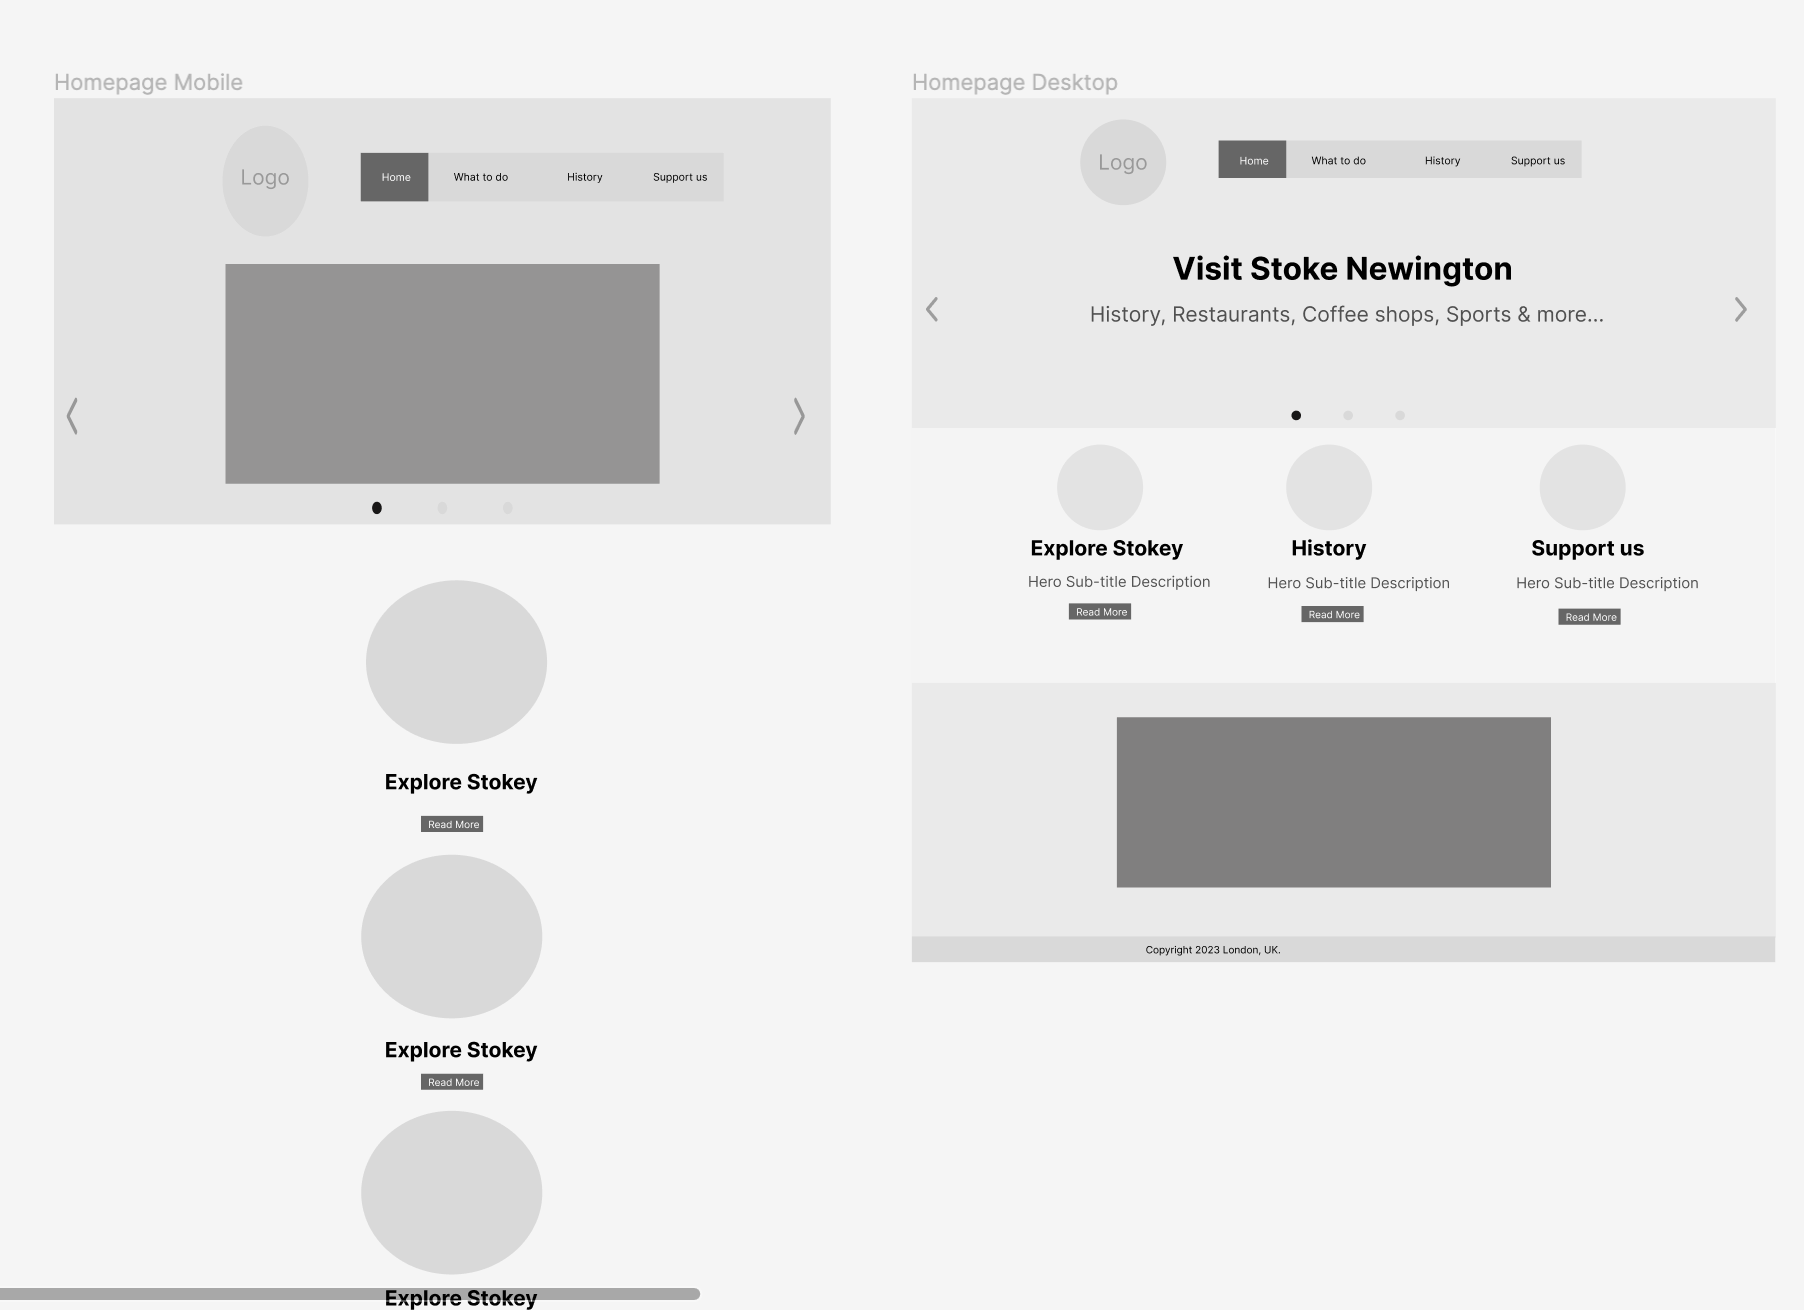 Homepage Mobile
Logo
Home
What to do
History
Support us
Explore Stokey
Read More
Explore Stokey
Read More
Explore Stokey
Homepage Desktop
Logo
Home
What to do
History
Support us
Visit Stoke Newington
History, Restaurants, Coffee shops, Sports & more...
Explore Stokey
Hero Sub-title Description
Read More
History
Hero Sub-title Description
Read More
Support us
Hero Sub-title Description
Read More
Copyright 2023 London, UK.